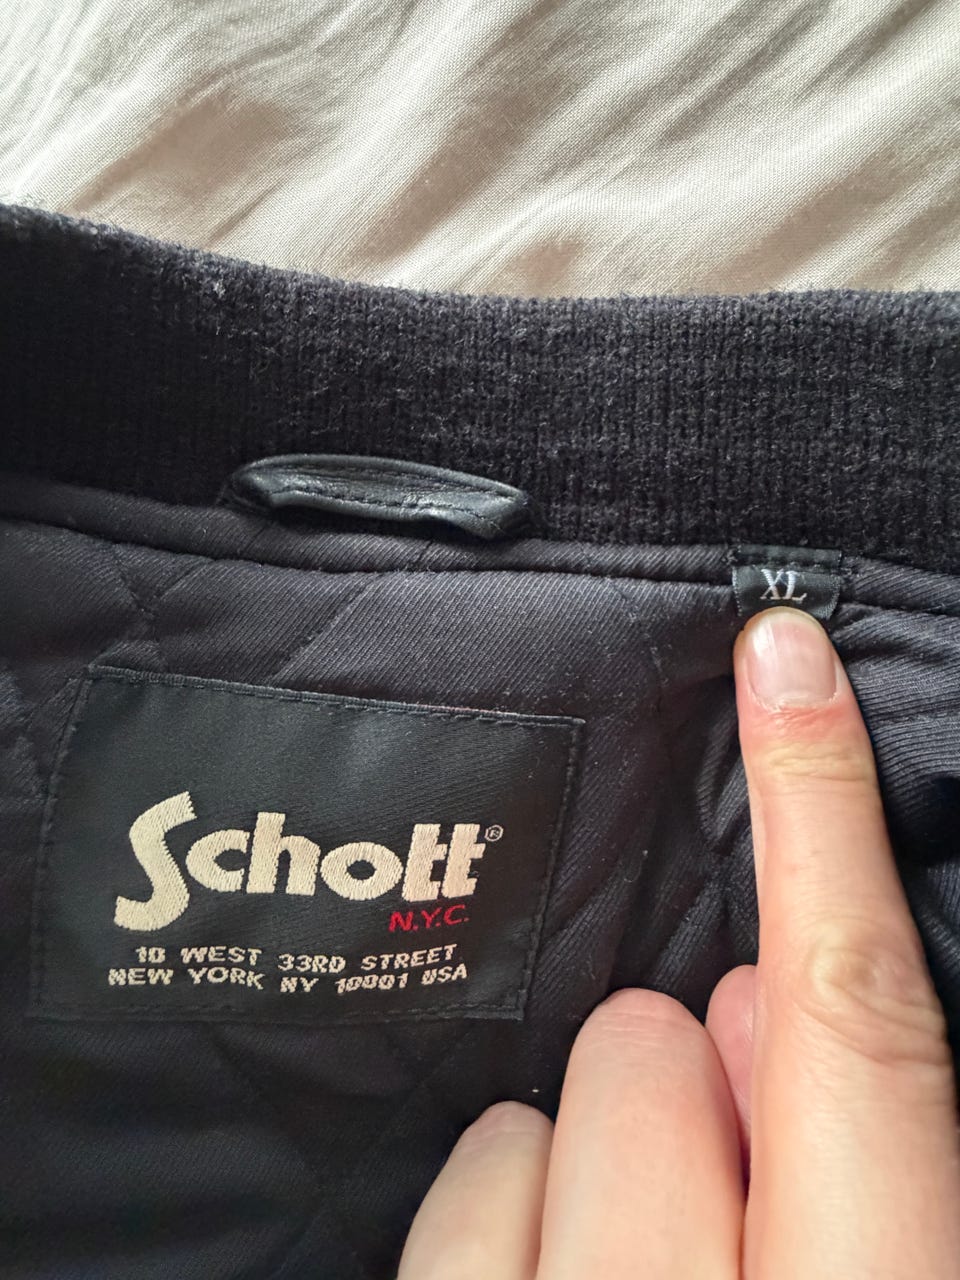 XL
Schott®
N.Y.C.
10 WEST 33RD STREET
NEW YORK NY 10001 USA